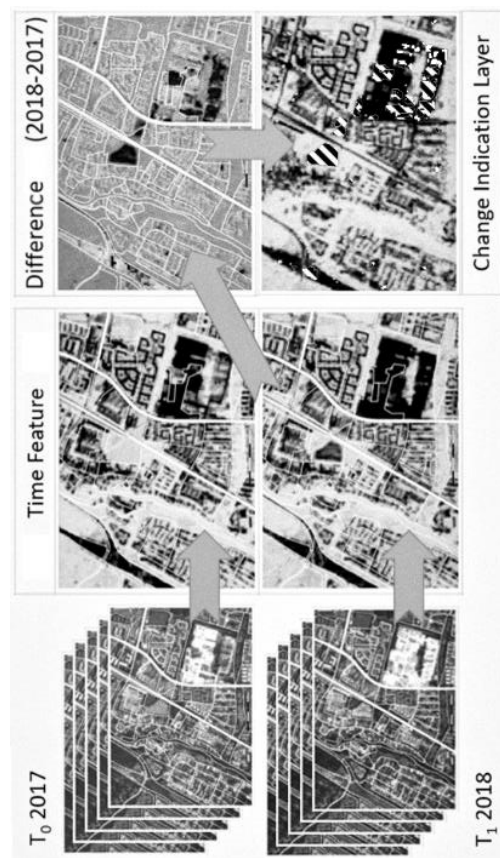 T0 2017
Time Feature
Difference (2018-2017)
T1 2018
Change Indication Layer